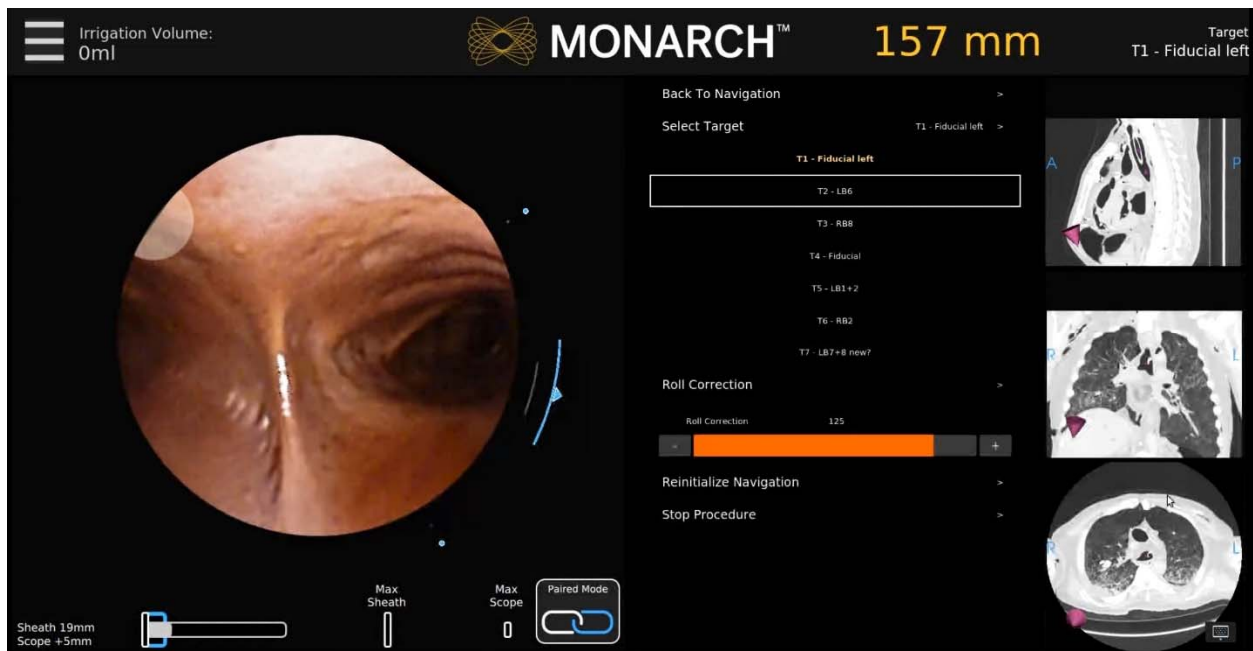 Irrigation Volume:
0ml
MONARCH™
157 mm
Target
T1 - Fiducial left
Back To Navigation >
Select Target T1 - Fiducial left >
T1 - Fiducial left
T2 - LB6
T3 - RB8
T4 - Fiducial
T5 - LB1+2
T6 - RB2
T7 - LB7+8 new?
Roll Correction >
Roll Correction 125
- +
Reinitialize Navigation >
Stop Procedure >
A P
R L
R L
Max
Sheath
Max
Scope
Paired Mode
Sheath 19mm
Scope +5mm